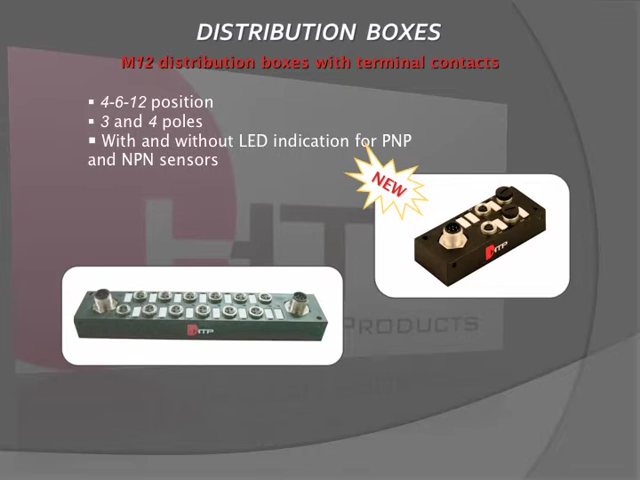 DISTRIBUTION BOXES
M12 distribution boxes with terminal contacts
▪ 4-6-12 position
▪ 3 and 4 poles
▪ With and without LED indication for PNP
and NPN sensors
NEW
HTP
HTP
HTP
PRODUCTS